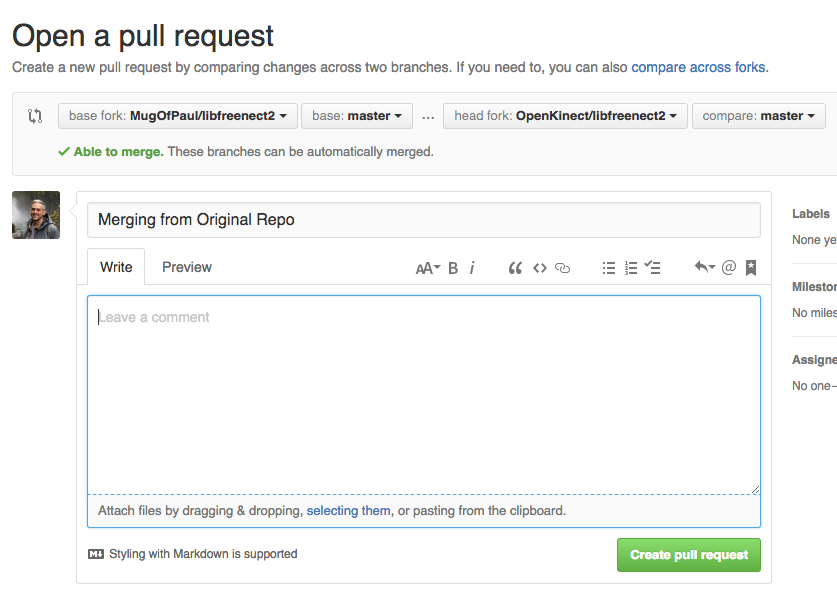 Open a pull request
Create a new pull request by comparing changes across two branches. If you need to, you can also compare across forks.
base fork: MugOfPaul/libfreenect2 base: master ... head fork: OpenKinect/libfreenect2 compare: master
Able to merge. These branches can be automatically merged.
Merging from Original Repo
Labels
None ye
Write Preview AA B i @
Milestor
No miles
Leave a comment
Assigne
No one–
Attach files by dragging & dropping, selecting them, or pasting from the clipboard.
Styling with Markdown is supported
Create pull request